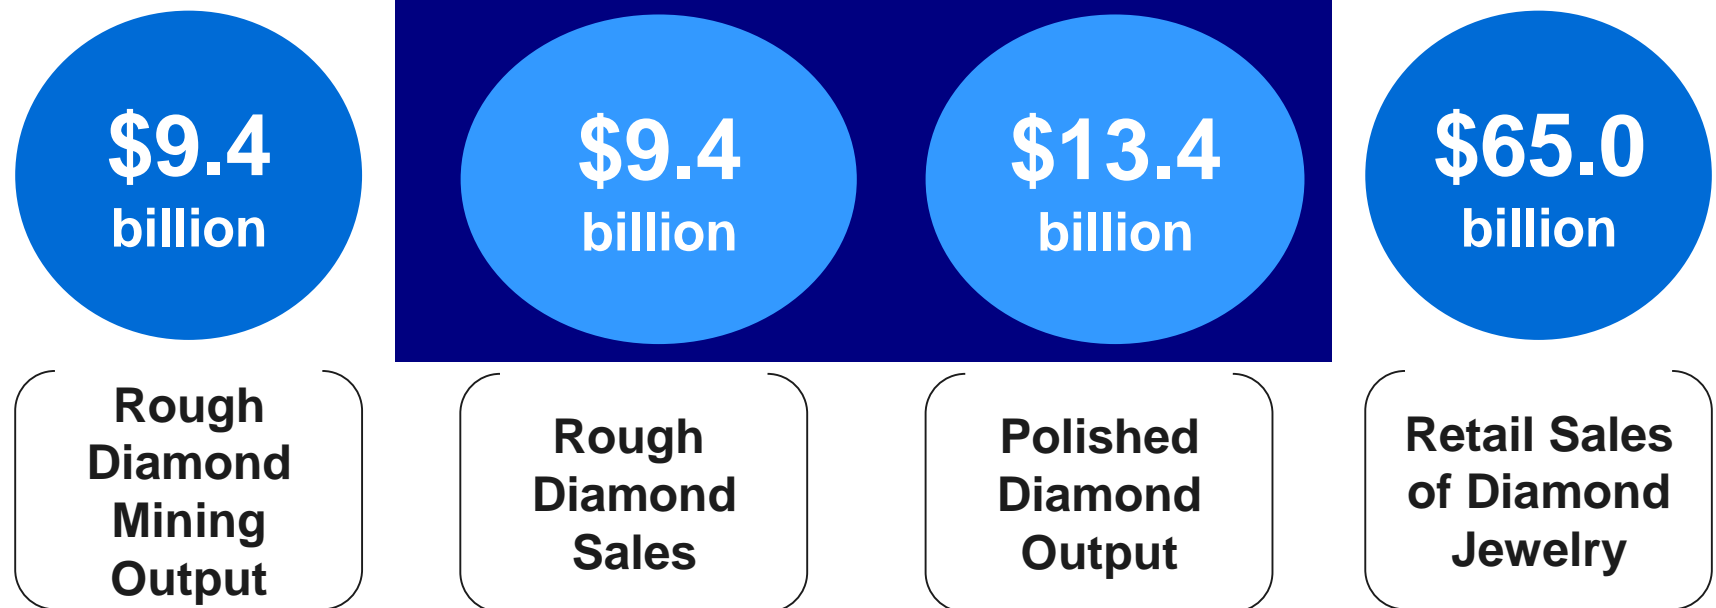 $9.4
billion
$9.4
billion
$13.4
billion
$65.0
billion
Rough
Diamond
Mining
Output
Rough
Diamond
Sales
Polished
Diamond
Output
Retail Sales
of Diamond
Jewelry